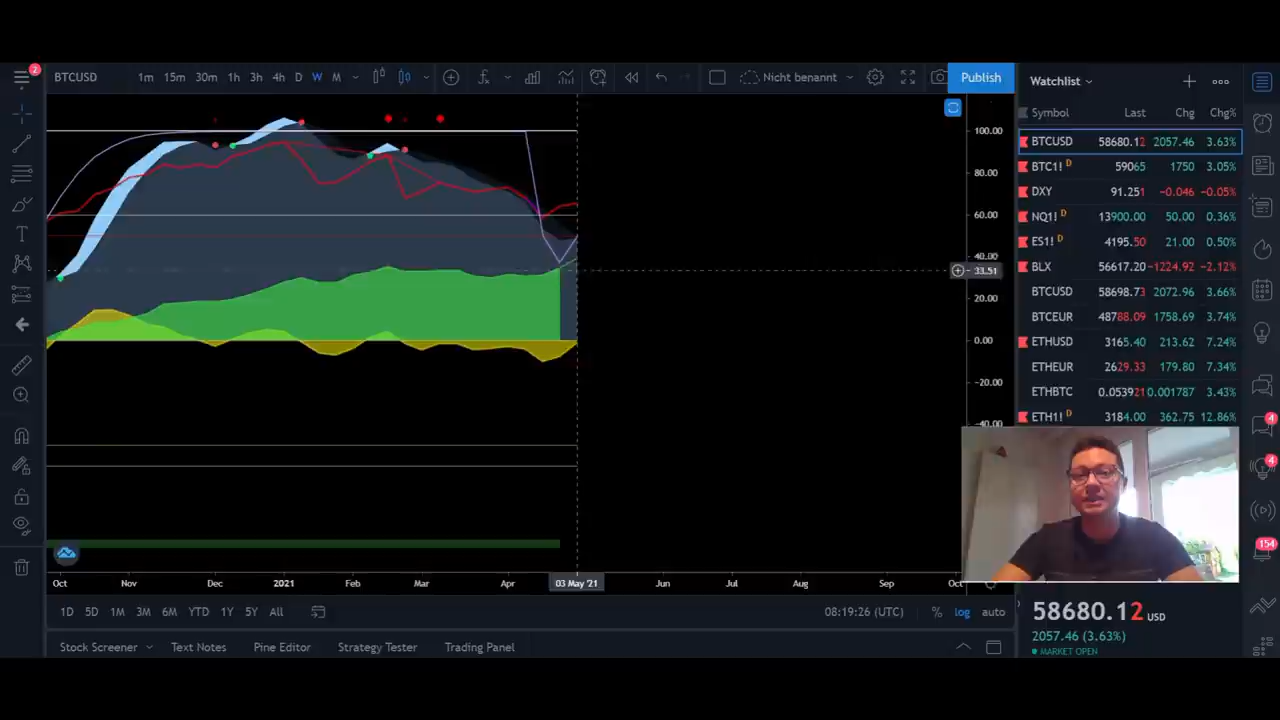 2
BTCUSD 1m 15m 30m 1h 3h 4h D W M Nicht benannt Publish
100.00
80.00
60.00
40.00
33.51
20.00
0.00
−20.00
−40.00
Oct Nov Dec 2021 Feb Mar Apr 03 May '21 Jun Jul Aug Sep Oct
1D 5D 1M 3M 6M YTD 1Y 5Y All 08:19:26 (UTC) % log auto
Stock Screener Text Notes Pine Editor Strategy Tester Trading Panel
Watchlist
Symbol Last Chg Chg%
BTCUSD 58680.12 2057.46 3.63%
BTC1! D 59065 1750 3.05%
DXY 91.251 −0.046 −0.05%
NQ1! D 13900.00 50.00 0.36%
ES1! D 4195.50 21.00 0.50%
BLX 56617.20 −1224.92 −2.12%
BTCUSD 58698.73 2072.96 3.66%
BTCEUR 48788.09 1758.69 3.74%
ETHUSD 3165.40 213.62 7.24%
ETHEUR 2629.33 179.80 7.34%
ETHBTC 0.053921 0.001787 3.43%
ETH1! D 3184.00 362.75 12.86%
58680.12 USD
2057.46 (3.63%)
MARKET OPEN
4
4
154